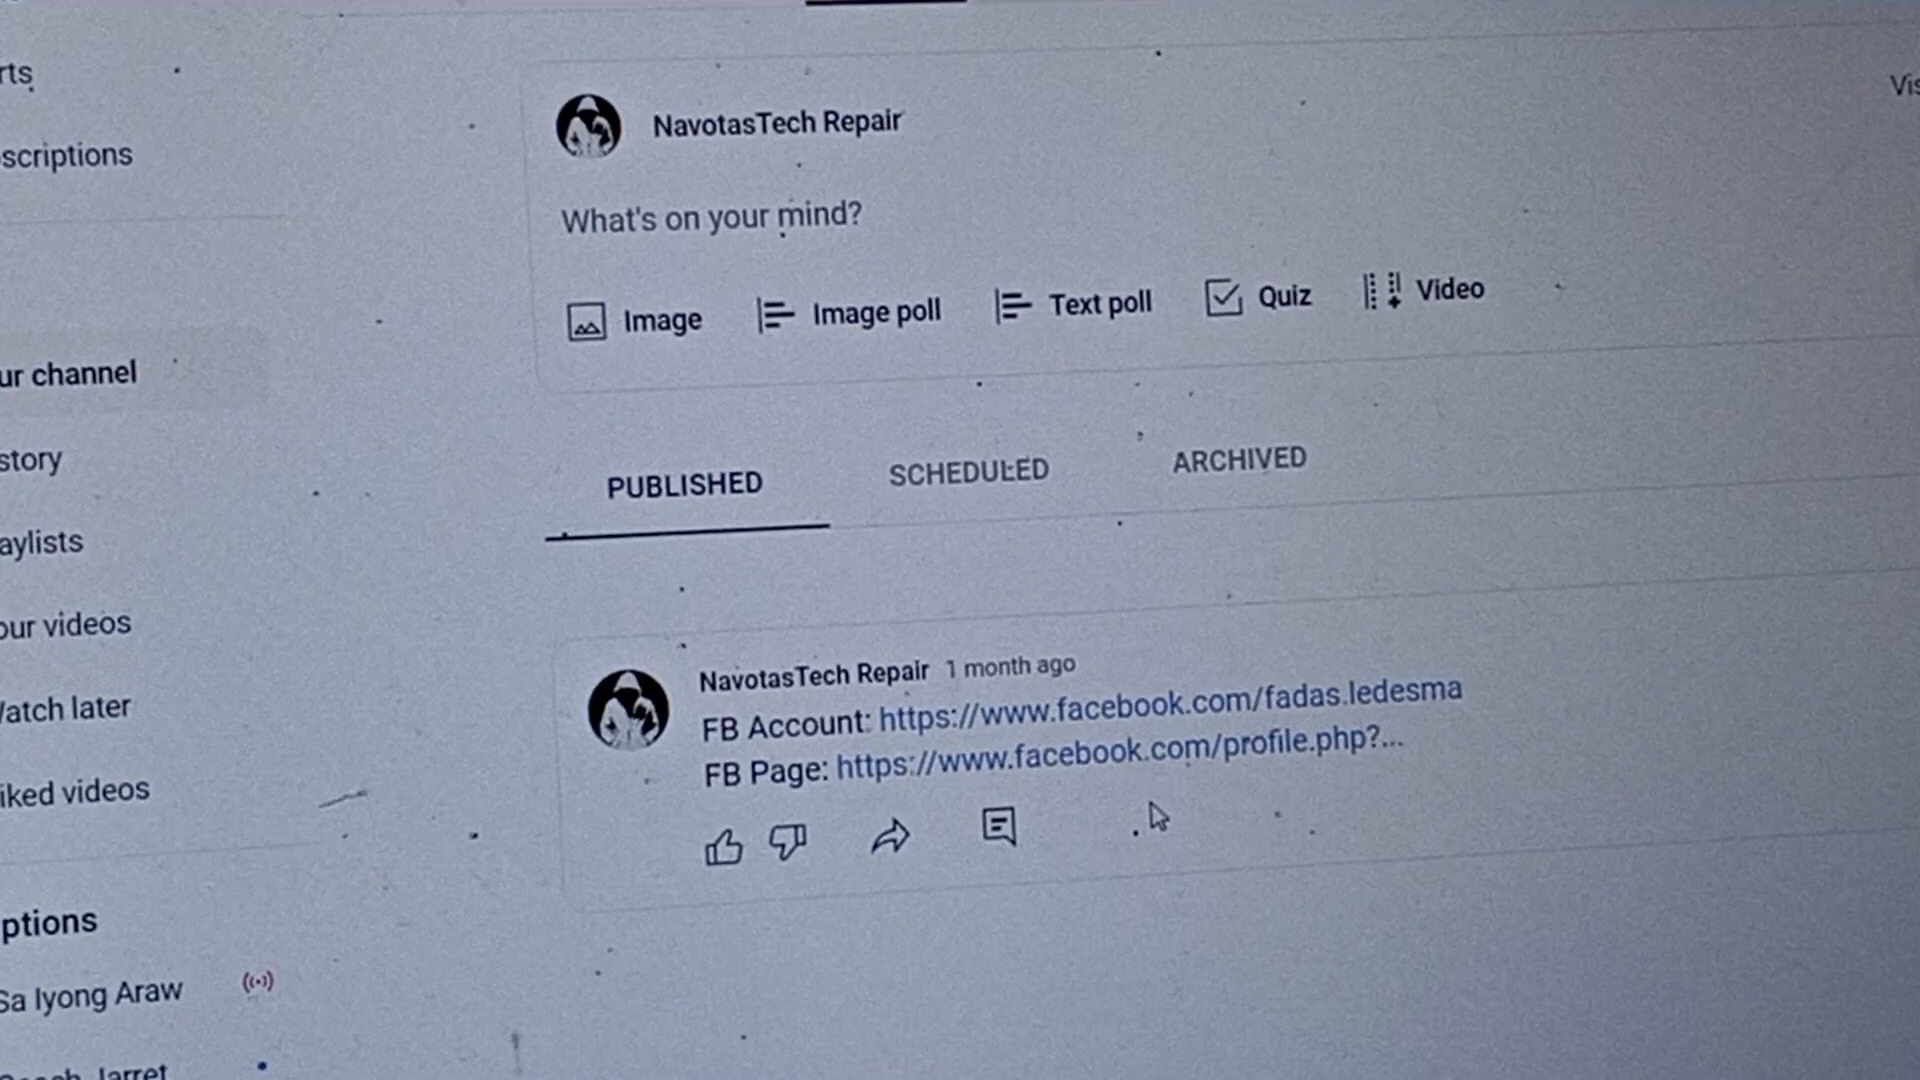 rts
scriptions
ur channel
story
aylists
our videos
Watch later
iked videos
ptions
Sa Iyong Araw
Jarret
NavotasTech Repair
Vis
What's on your mind?
Image Image poll Text poll Quiz Video
PUBLISHED SCHEDULED ARCHIVED
NavotasTech Repair 1 month ago
FB Account: https://www.facebook.com/fadas.ledesma
FB Page: https://www.facebook.com/profile.php?...